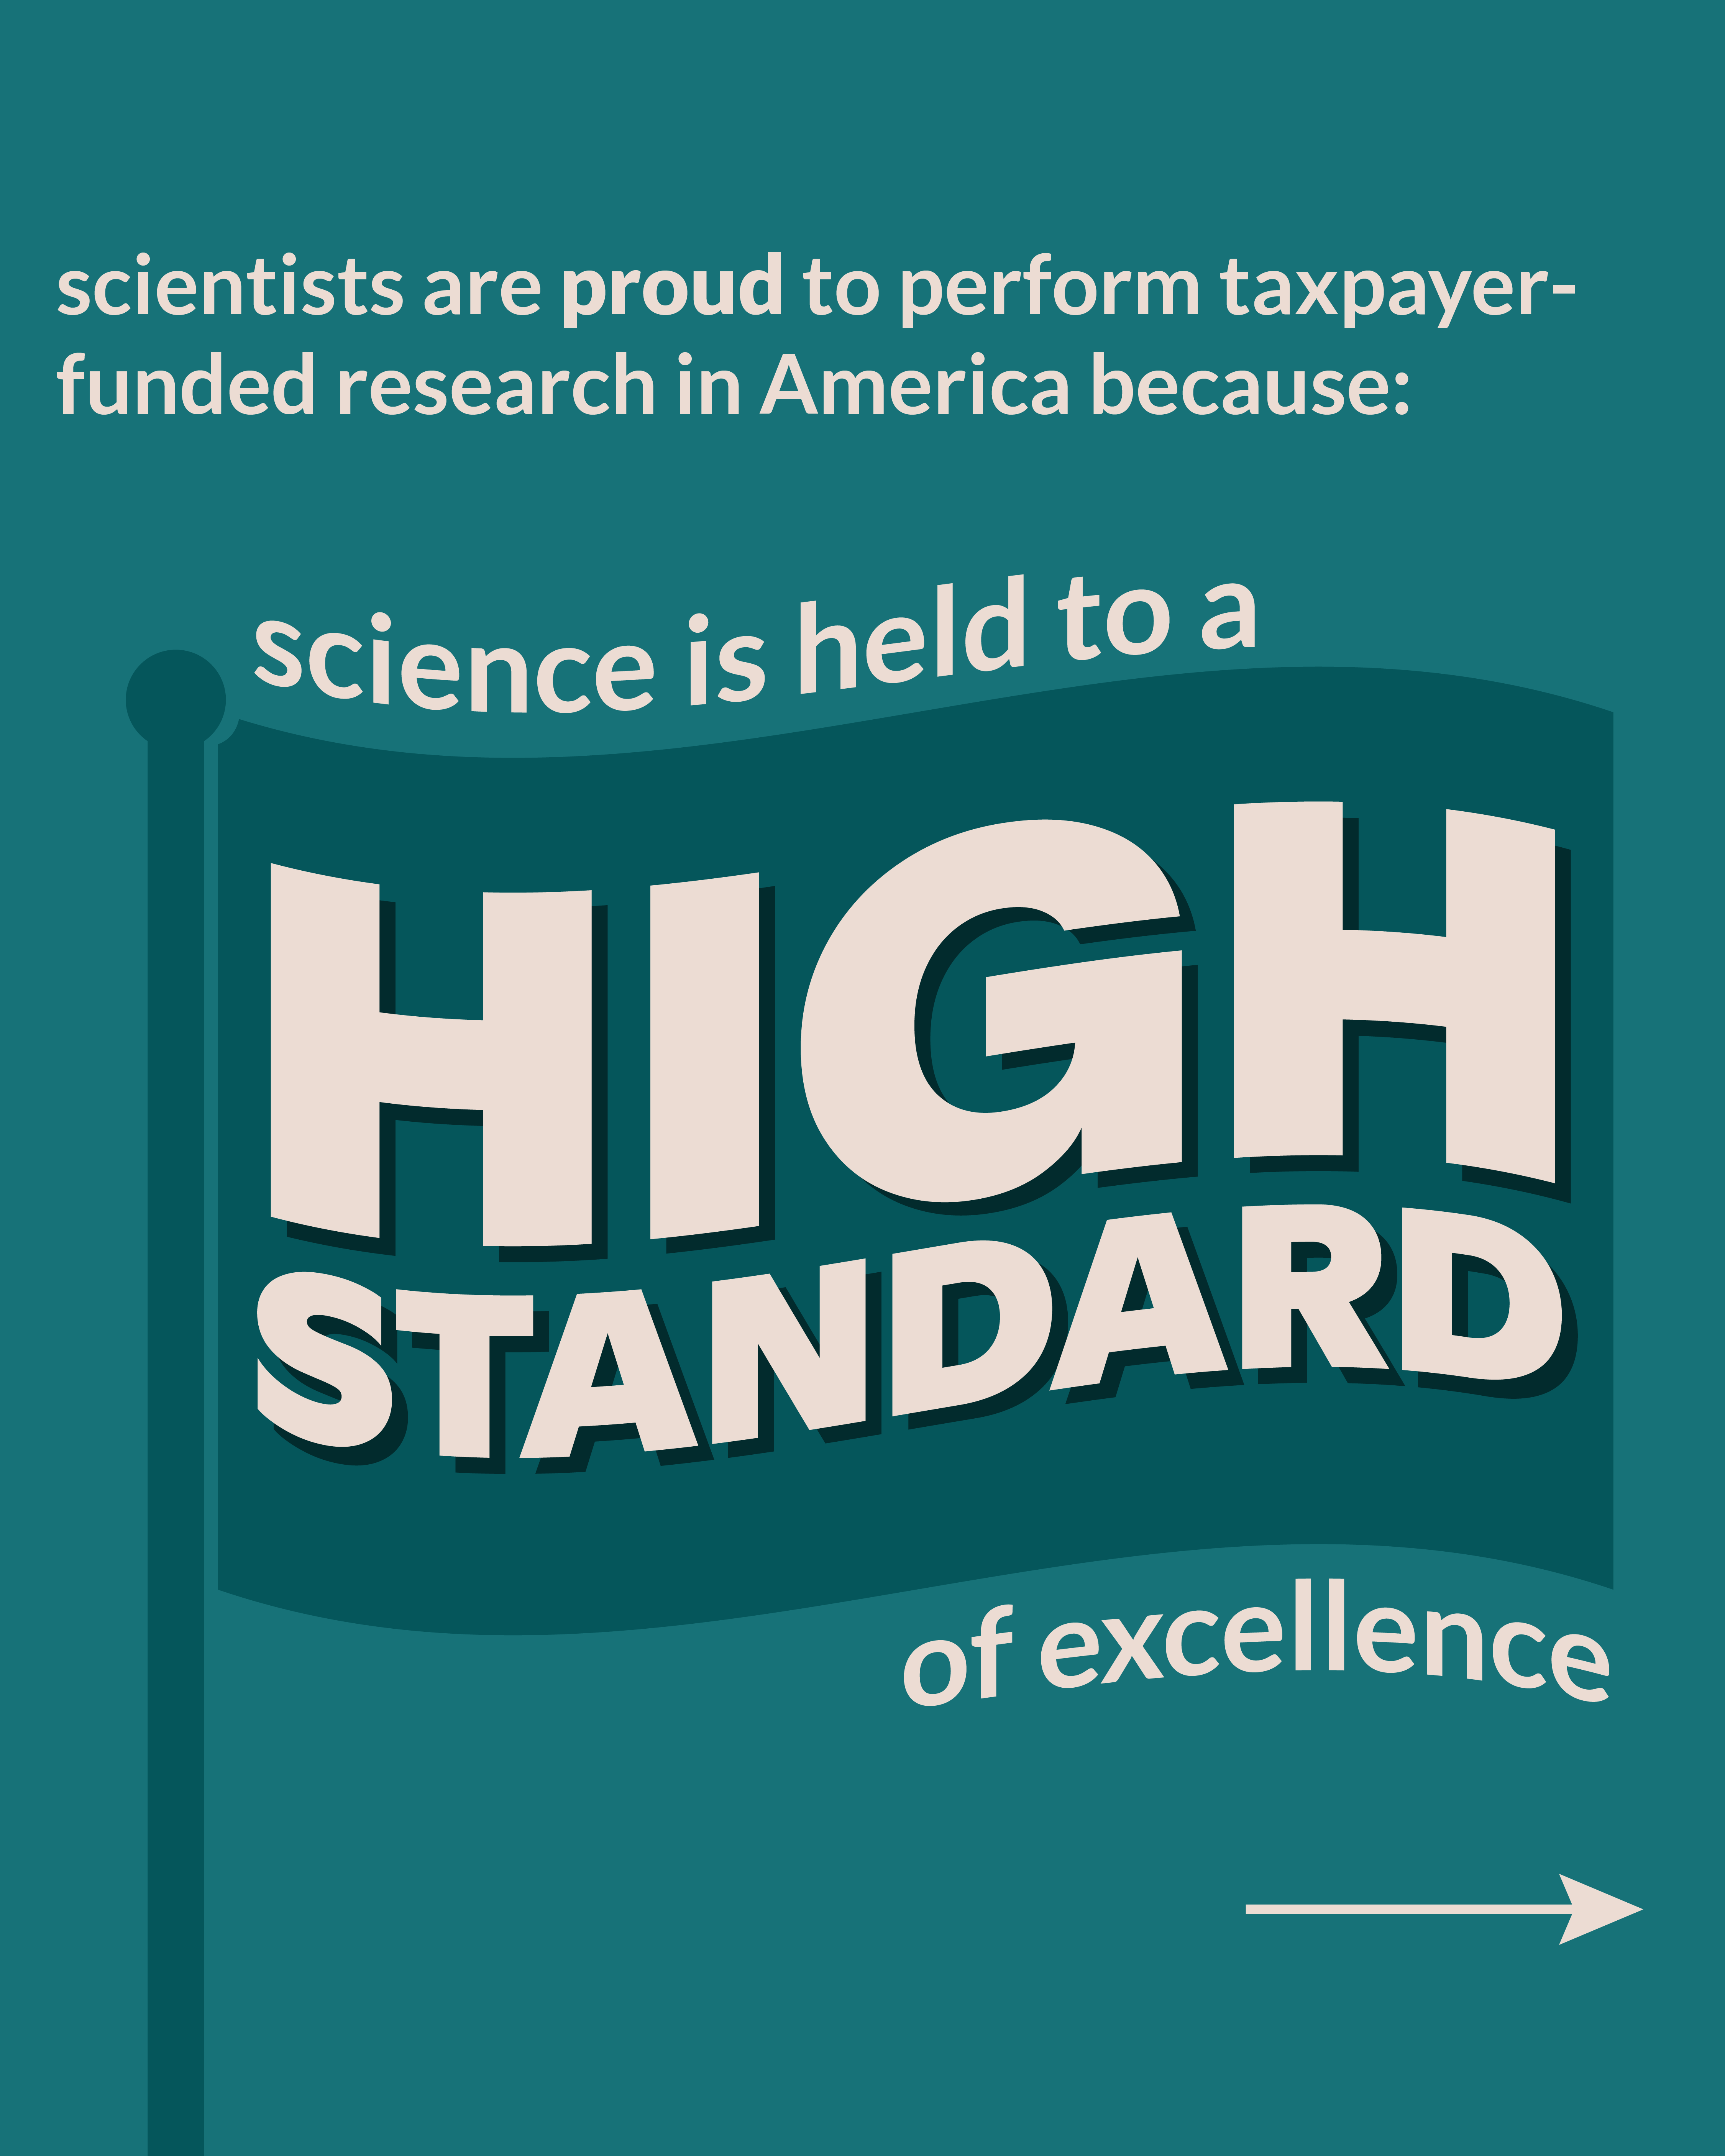 scientists are proud to perform taxpayer-
funded research in America because:
Science is held to a
HIGH
STANDARD
of excellence